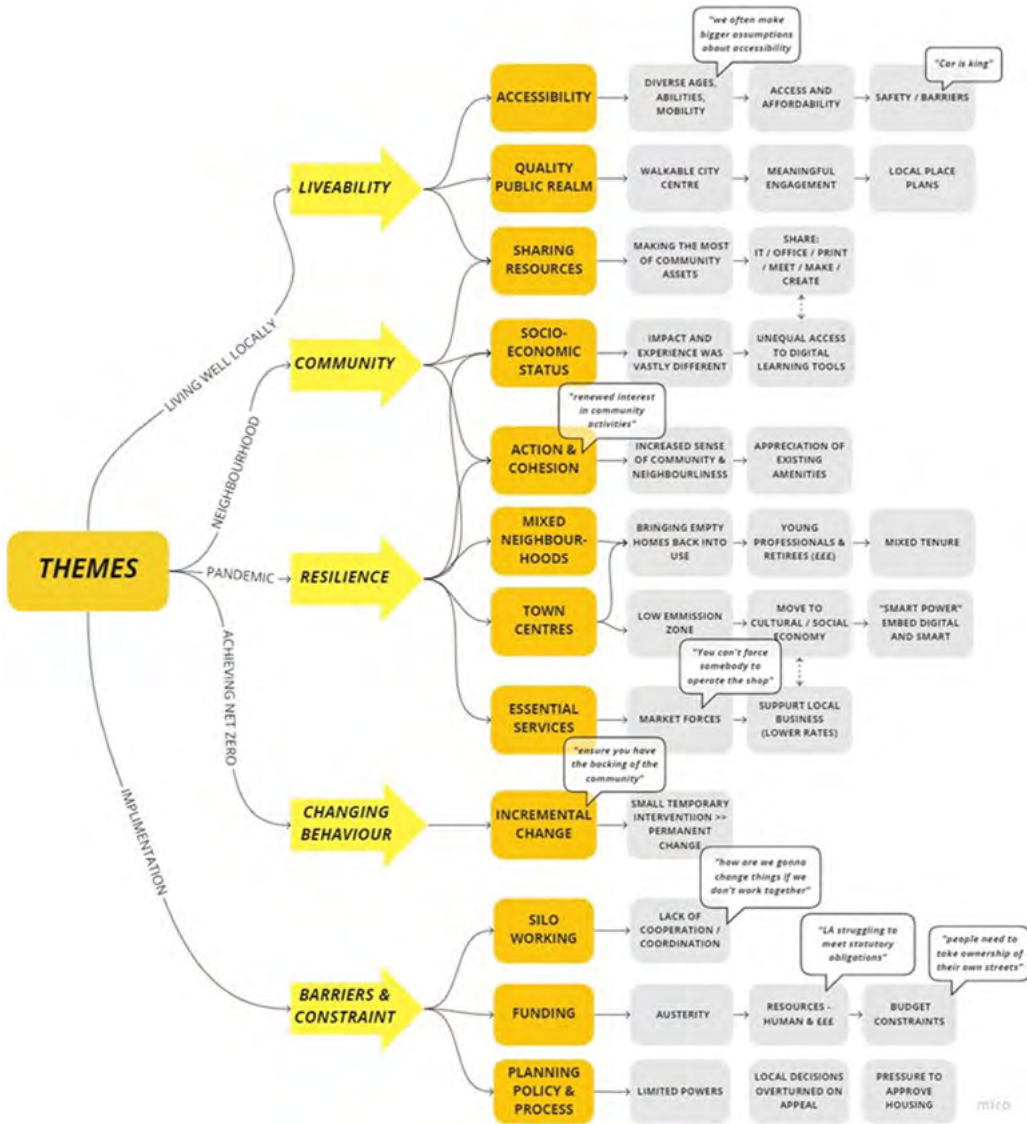 "we often make
bigger assumptions
about accessibility
"Car is king"
ACCESSIBILITY
DIVERSE AGES,
ABILITIES,
MOBILITY
ACCESS AND
AFFORDABILITY
SAFETY / BARRIERS
LIVEABILITY
QUALITY
PUBLIC REALM
WALKABLE CITY
CENTRE
MEANINGFUL
ENGAGEMENT
LOCAL PLACE
PLANS
SHARING
RESOURCES
MAKING THE MOST
OF COMMUNITY
ASSETS
SHARE:
IT / OFFICE / PRINT
/ MEET / MAKE /
CREATE
LIVING WELL LOCALLY
COMMUNITY
SOCIO-
ECONOMIC
STATUS
IMPACT AND
EXPERIENCE WAS
VASTLY DIFFERENT
UNEQUAL ACCESS
TO DIGITAL
LEARNING TOOLS
"renewed interest
in community
activities"
NEIGHBOURHOOD
ACTION &
COHESION
INCREASED SENSE
OF COMMUNITY &
NEIGHBOURLINESS
APPRECIATION OF
EXISTING
AMENITIES
MIXED
NEIGHBOUR-
HOODS
BRINGING EMPTY
HOMES BACK INTO
USE
YOUNG
PROFESSIONALS &
RETIREES (£££)
MIXED TENURE
THEMES
PANDEMIC
RESILIENCE
TOWN
CENTRES
LOW EMMISSION
ZONE
MOVE TO
CULTURAL / SOCIAL
ECONOMY
"SMART POWER"
EMBED DIGITAL
AND SMART
"You can't force
somebody to
operate the shop"
ESSENTIAL
SERVICES
MARKET FORCES
SUPPURT LOCAL
BUSINESS
(LOWER RATES)
ACHIEVING NET ZERO
"ensure you have
the backing of the
community"
CHANGING
BEHAVIOUR
INCREMENTAL
CHANGE
SMALL TEMPORARY
INTERVENTIION >>
PERMANENT
CHANGE
IMPLIMENTATION
"how are we gonna
change things if we
don't work together"
SILO
WORKING
LACK OF
COOPERATION /
COORDINATION
"LA struggling to
meet statutory
obligations"
"people need to
take ownership of
their own streets"
BARRIERS &
CONSTRAINT
FUNDING
AUSTERITY
RESOURCES -
HUMAN & £££
BUDGET
CONSTRAINTS
PLANNING
POLICY &
PROCESS
LIMITED POWERS
LOCAL DECISIONS
OVERTURNED ON
APPEAL
PRESSURE TO
APPROVE
HOUSING
miro